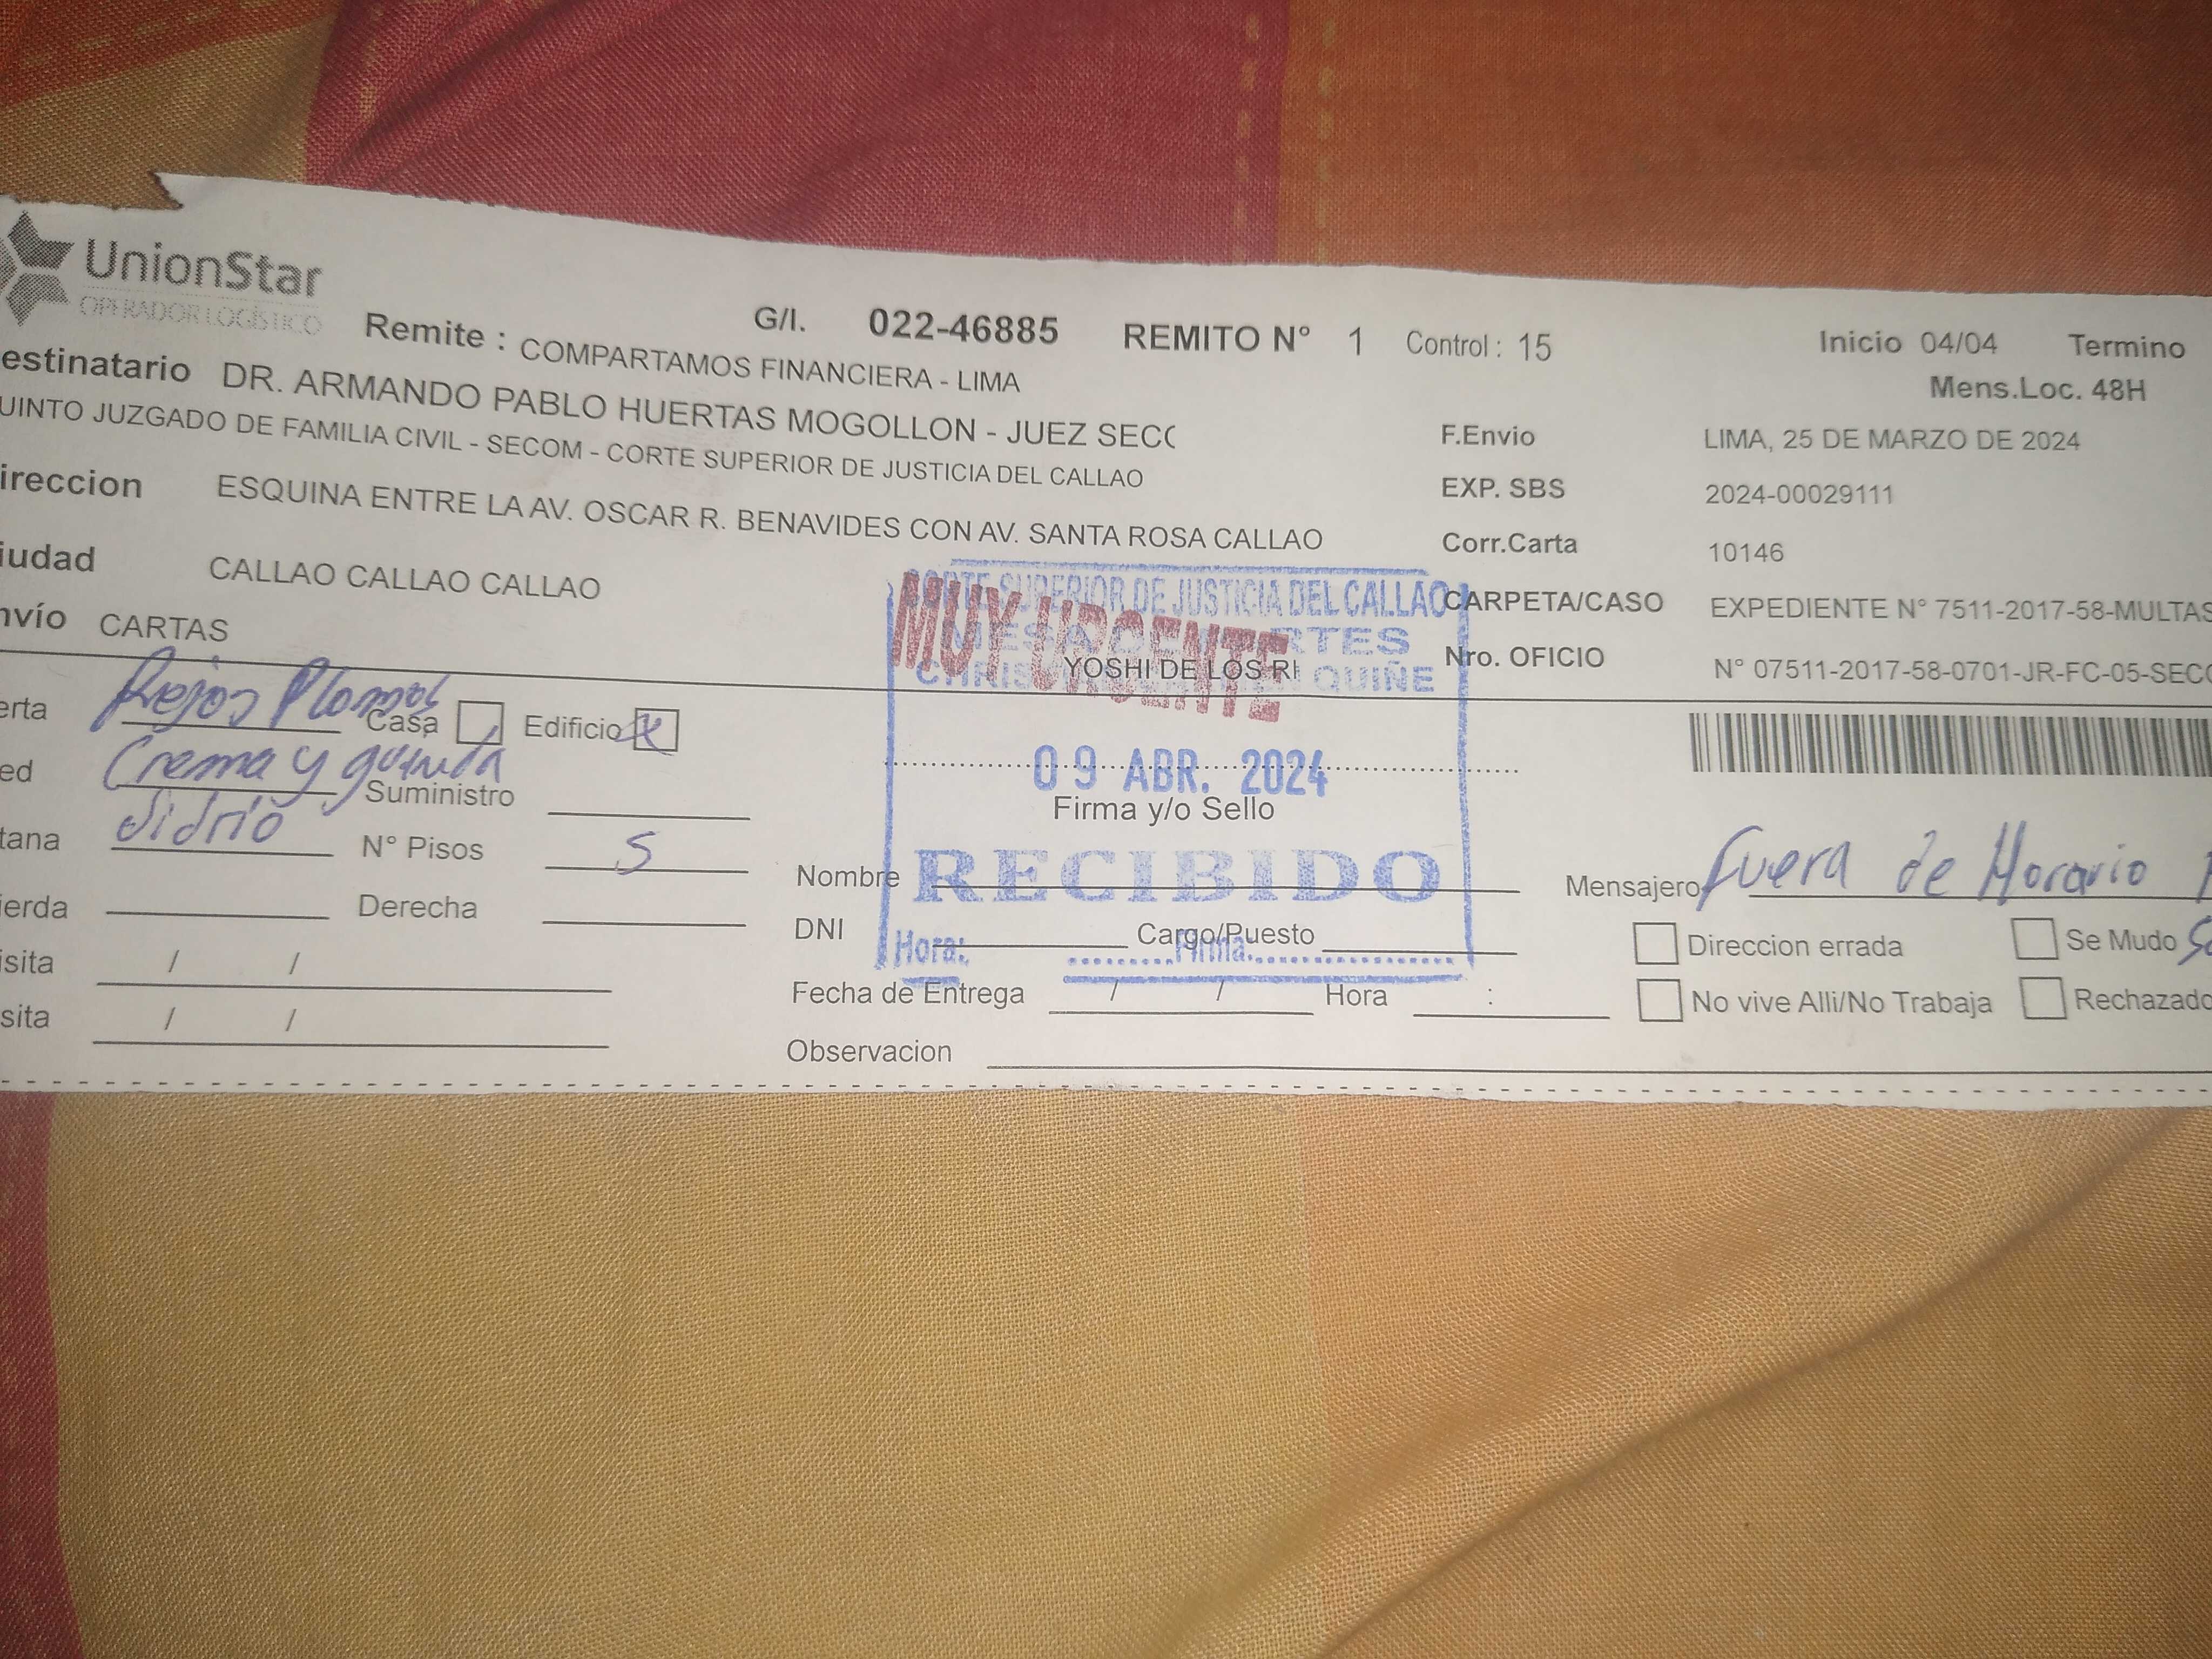 UnionStar
OPERADOR LOGÍSTICO
G/I. 022-46885 REMITO N° 1 Control : 15 Inicio 04/04 Termino
Remite : COMPARTAMOS FINANCIERA - LIMA Mens.Loc. 48H
estinatario DR. ARMANDO PABLO HUERTAS MOGOLLON - JUEZ SECC
UINTO JUZGADO DE FAMILIA CIVIL - SECOM - CORTE SUPERIOR DE JUSTICIA DEL CALLAO
F.Envio LIMA, 25 DE MARZO DE 2024
ireccion ESQUINA ENTRE LA AV. OSCAR R. BENAVIDES CON AV. SANTA ROSA CALLAO
EXP. SBS 2024-00029111
iudad CALLAO CALLAO CALLAO
Corr.Carta 10146
nvío CARTAS
CARPETA/CASO EXPEDIENTE N° 7511-2017-58-MULTAS
Nro. OFICIO N° 07511-2017-58-0701-JR-FC-05-SECO
CORTE SUPERIOR DE JUSTICIA DEL CALLAO
MUY URGENTE
YOSHI DE LOS RI
QUIÑE
erta Rejas Casa Edificio x
09 ABR. 2024
ed Crema y guinda Suministro
Firma y/o Sello
tana Vidrio N° Pisos 5
RECIBIDO
Nombre
Mensajero Fuera de Horario
ierda Derecha
DNI Cargo/Puesto
Hora: Firma:
Direccion errada Se Mudo
isita / /
Fecha de Entrega / / Hora :
No vive Alli/No Trabaja Rechazado
sita / /
Observacion